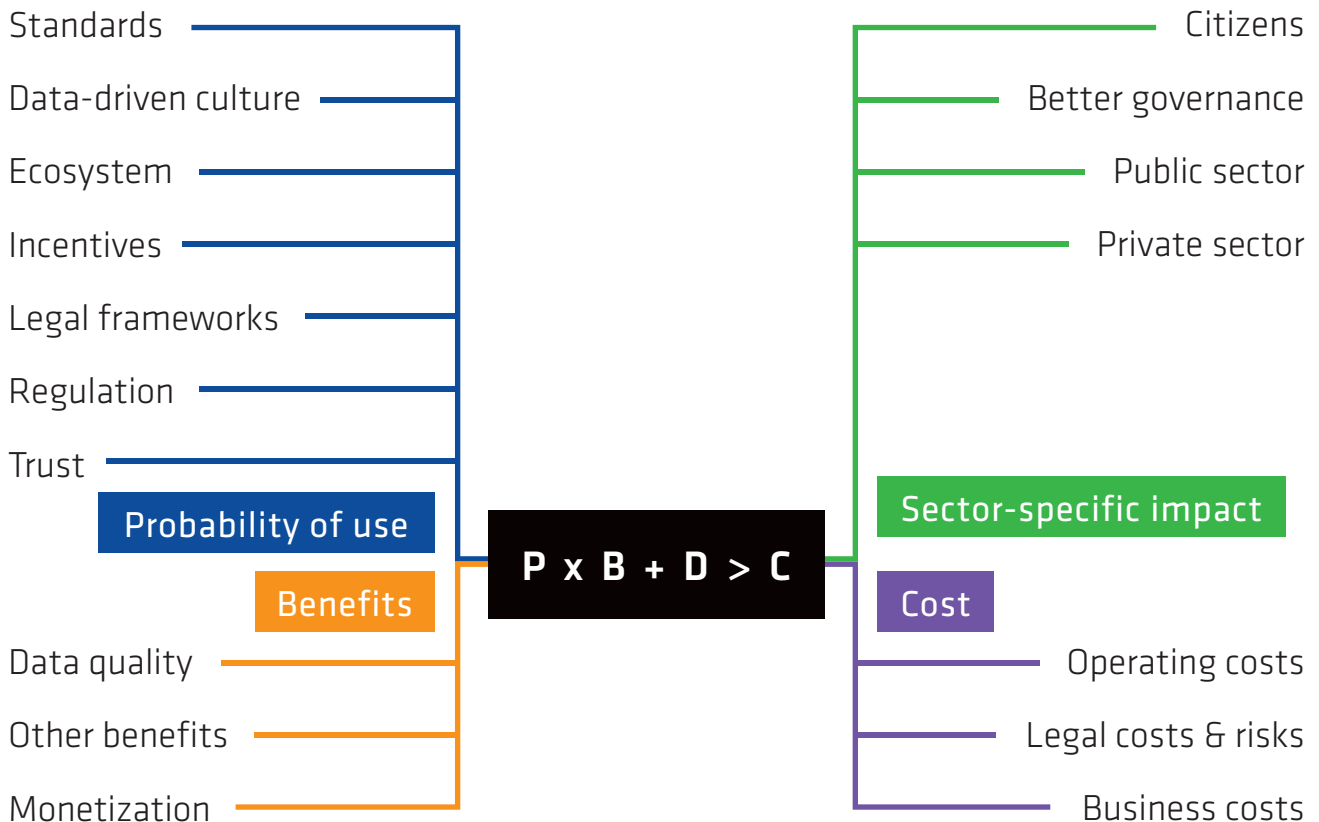 Standards
Data-driven culture
Ecosystem
Incentives
Legal frameworks
Regulation
Trust
Probability of use
Benefits
Data quality
Other benefits
Monetization
P x B + D > C
Citizens
Better governance
Public sector
Private sector
Sector-specific impact
Cost
Operating costs
Legal costs & risks
Business costs